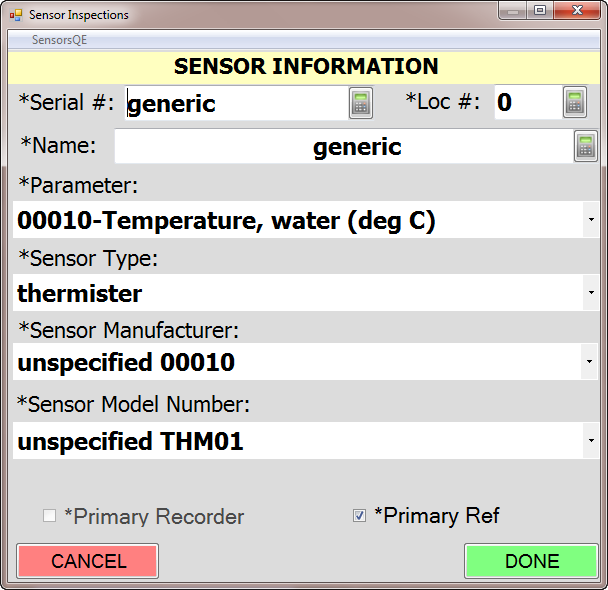 Sensor Inspections
SensorsQE
SENSOR INFORMATION
*Serial #: generic *Loc #: 0
*Name: generic
*Parameter:
00010-Temperature, water (deg C)
*Sensor Type:
thermister
*Sensor Manufacturer:
unspecified 00010
*Sensor Model Number:
unspecified THM01
*Primary Recorder *Primary Ref
CANCEL DONE